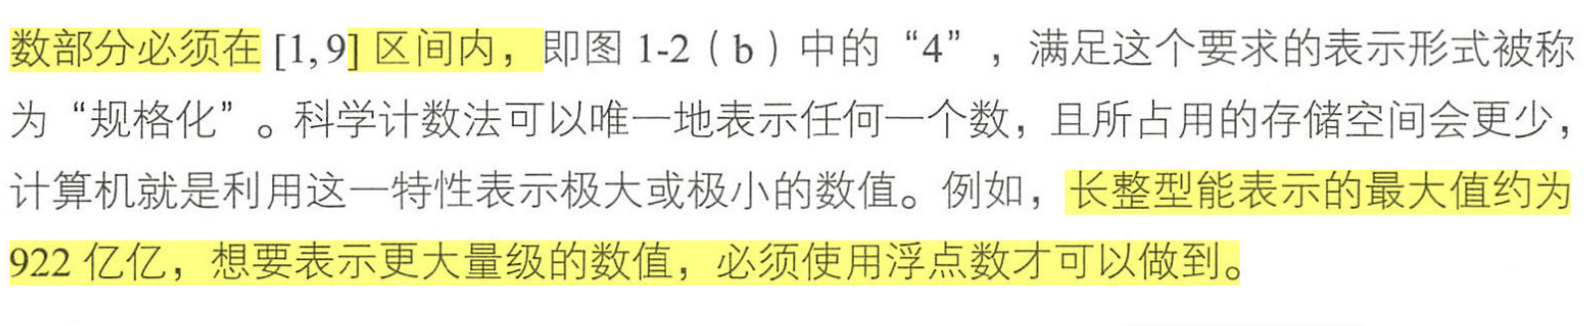 数部分必须在 [1,9] 区间内，即图 1-2（b）中的“4”，满足这个要求的表示形式被称
为“规格化”。科学计数法可以唯一地表示任何一个数，且所占用的存储空间会更少，
计算机就是利用这一特性表示极大或极小的数值。例如，长整型能表示的最大值约为
922 亿亿，想要表示更大量级的数值，必须使用浮点数才可以做到。